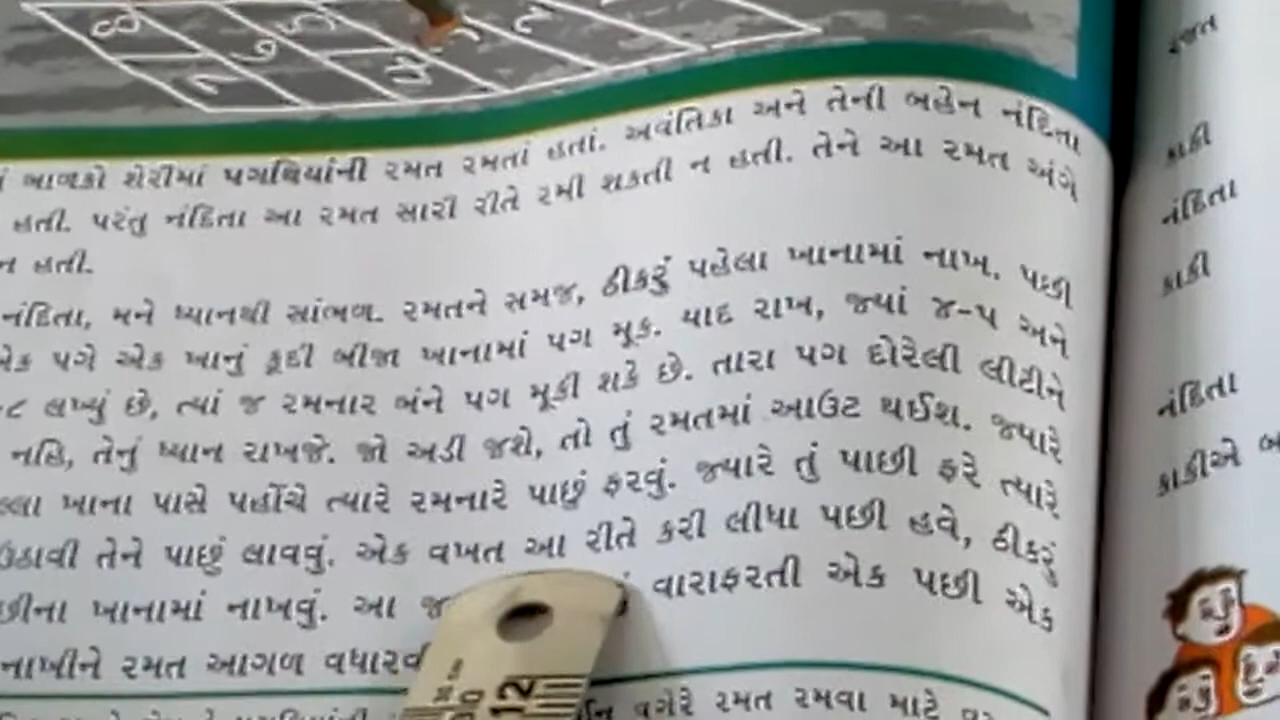 બાળકો શેરીમાં પગથિયાંની રમત રમતાં હતાં. અવંતિકા અને તેની બહેન નંદિતા
હતી. પરંતુ નંદિતા આ રમત સારી રીતે રમી શકતી ન હતી. તેને આ રમત અંગે
ન હતી.
નંદિતા, મને ધ્યાનથી સાંભળ. રમતને સમજ, ઠીકરું પહેલા ખાનામાં નાખ. પછી
એક પગે એક ખાનું કૂદી બીજા ખાનામાં પગ મૂક. યાદ રાખ, જ્યાં ૪-૫ અને
૮ લખ્યું છે, ત્યાં જ રમનાર બંને પગ મૂકી શકે છે. તારા પગ દોરેલી લીટીને
નહિ, તેનું ધ્યાન રાખજે. જો અડી જશે, તો તું રમતમાં આઉટ થઈશ. જ્યારે
ખાના પાસે પહોંચે ત્યારે રમનારે પાછું ફરવું. જ્યારે તું પાછી ફરે ત્યારે
ઉઠાવી તેને પાછું લાવવું. એક વખત આ રીતે કરી લીધા પછી હવે, ઠીકરું
ખાનામાં નાખવું. આ વારાફરતી એક પછી એક
નાખીને રમત આગળ
વગેરે રમત રમવા માટે
રજત
કાકી
નંદિતા
કાકી
નંદિતા
કાકીએ
12